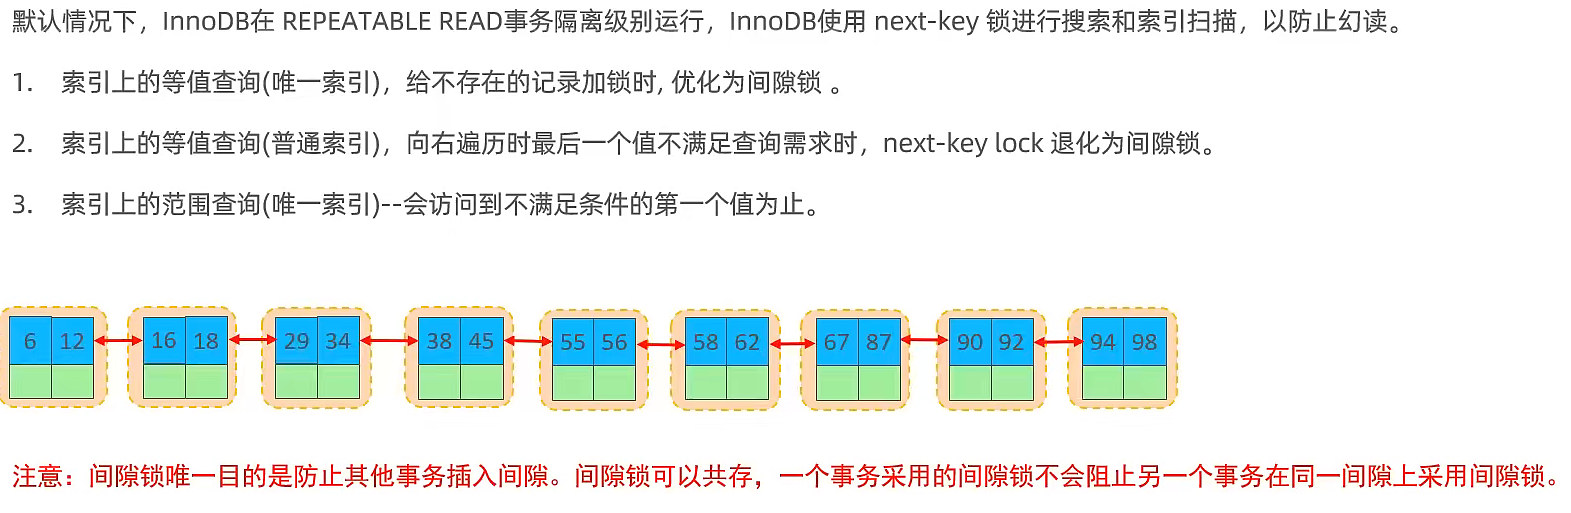 默认情况下，InnoDB在 REPEATABLE READ事务隔离级别运行，InnoDB使用 next-key 锁进行搜索和索引扫描，以防止幻读。
1. 索引上的等值查询(唯一索引)，给不存在的记录加锁时, 优化为间隙锁 。
2. 索引上的等值查询(普通索引)，向右遍历时最后一个值不满足查询需求时，next-key lock 退化为间隙锁。
3. 索引上的范围查询(唯一索引)--会访问到不满足条件的第一个值为止。
6 12 16 18 29 34 38 45 55 56 58 62 67 87 90 92 94 98
注意：间隙锁唯一目的是防止其他事务插入间隙。间隙锁可以共存，一个事务采用的间隙锁不会阻止另一个事务在同一间隙上采用间隙锁。